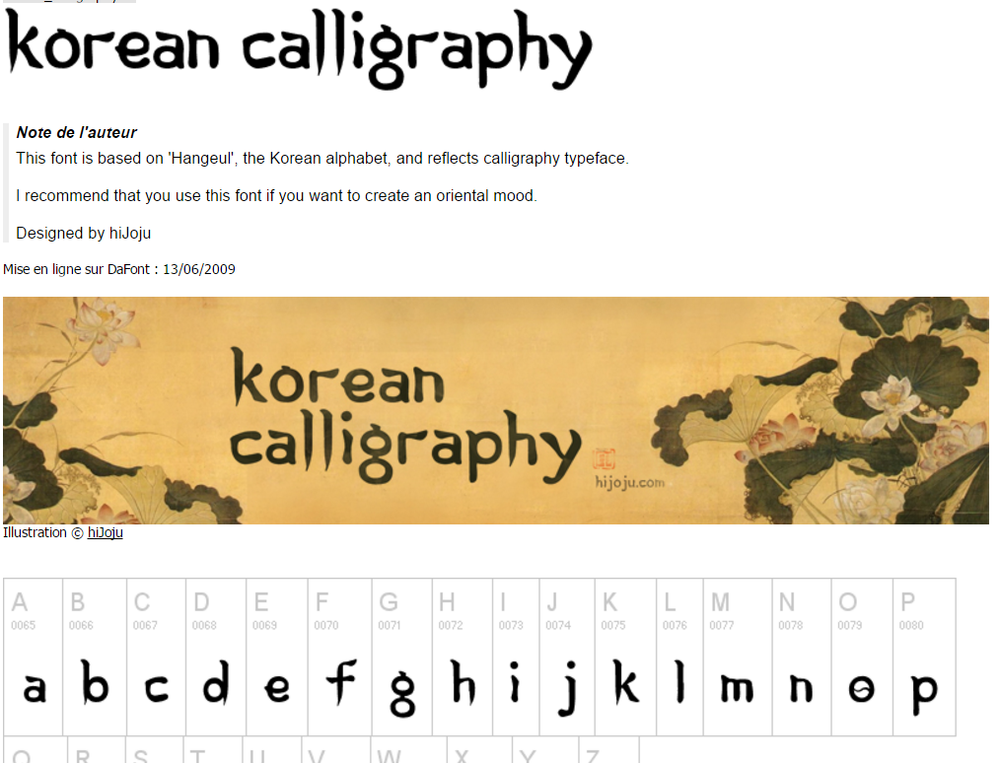 korean calligraphy
Note de l'auteur
This font is based on 'Hangeul', the Korean alphabet, and reflects calligraphy typeface.
I recommend that you use this font if you want to create an oriental mood.
Designed by hiJoju
Mise en ligne sur DaFont : 13/06/2009
korean
calligraphy
hijoju.com
Illustration © hiJoju
A B C D E F G H I J K L M N O P
0065 0066 0067 0068 0069 0070 0071 0072 0073 0074 0075 0076 0077 0078 0079 0080
a b c d e f g h i j k l m n o p
Q R S T U V W X Y Z